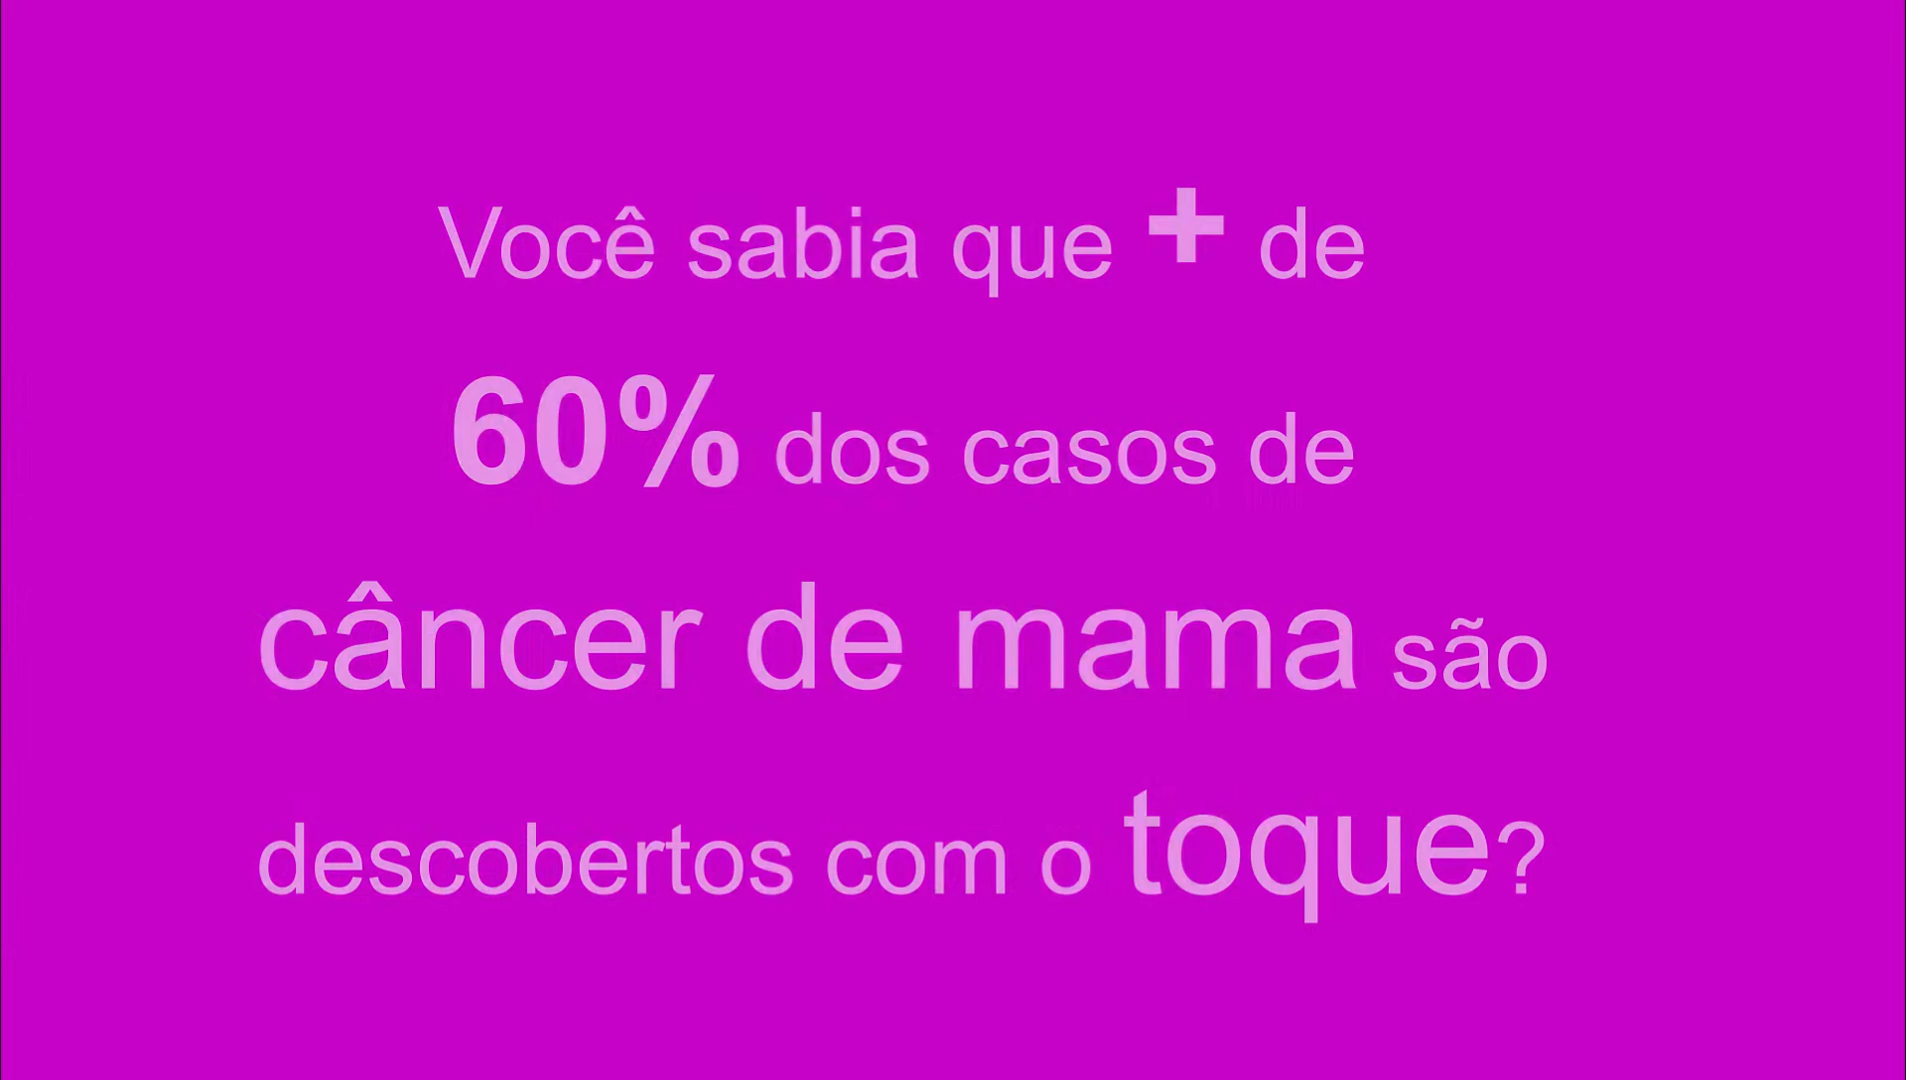 Você sabia que + de
60% dos casos de
câncer de mama são
descobertos com o toque?